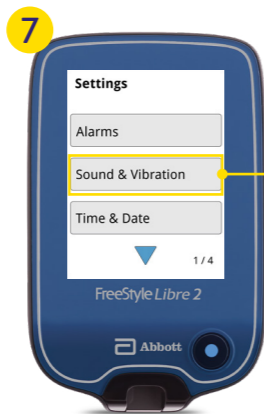 7
Settings
Alarms
Sound & Vibration
Time & Date
1 / 4
FreeStyle Libre 2
Abbott